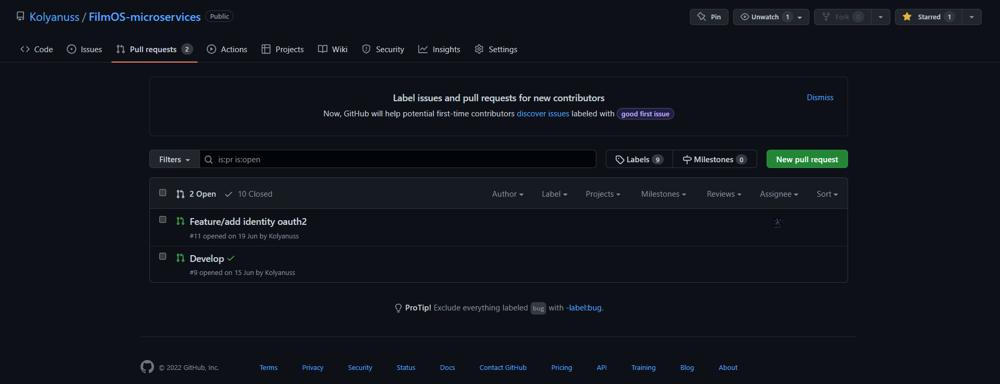 Kolyanuss / FilmOS-microservices Public
Pin Unwatch 1 Fork 0 Starred 1
Code Issues Pull requests 2 Actions Projects Wiki Security Insights Settings
Label issues and pull requests for new contributors
Dismiss
Now, GitHub will help potential first-time contributors discover issues labeled with good first issue
Filters is:pr is:open Labels 9 Milestones 0 New pull request
2 Open 10 Closed Author Label Projects Milestones Reviews Assignee Sort
Feature/add identity oauth2
#11 opened on 19 Jun by Kolyanuss
Develop
#9 opened on 15 Jun by Kolyanuss
ProTip! Exclude everything labeled bug with -label:bug.
© 2022 GitHub, Inc. Terms Privacy Security Status Docs Contact GitHub Pricing API Training Blog About